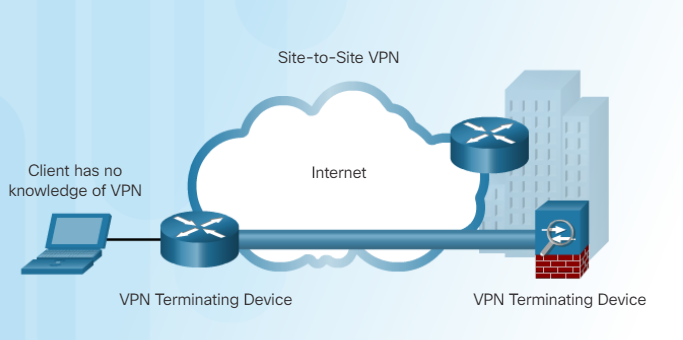 Site-to-Site VPN
Internet
Client has no
knowledge of VPN
VPN Terminating Device
VPN Terminating Device